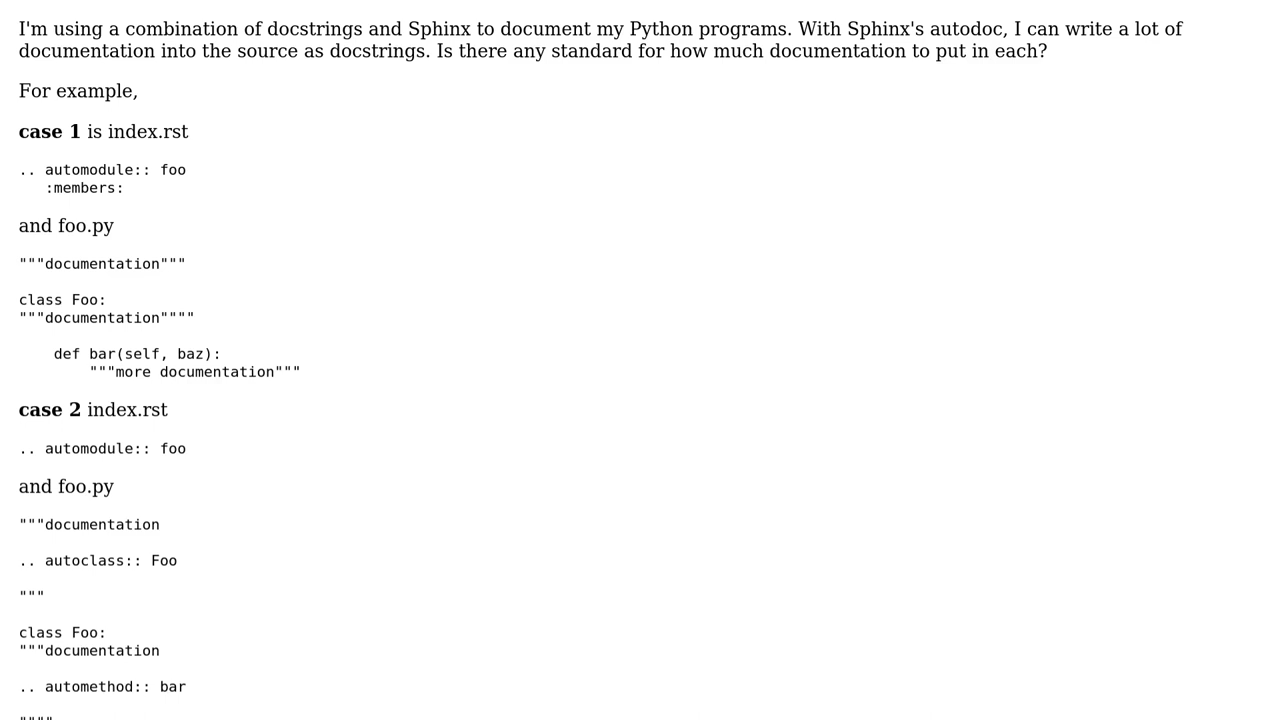 I'm using a combination of docstrings and Sphinx to document my Python programs. With Sphinx's autodoc, I can write a lot of
documentation into the source as docstrings. Is there any standard for how much documentation to put in each?
For example,
case 1 is index.rst
.. automodule:: foo
   :members:
and foo.py
"""documentation"""
class Foo:
"""documentation""""
    def bar(self, baz):
        """more documentation"""
case 2 index.rst
.. automodule:: foo
and foo.py
"""documentation
.. autoclass:: Foo
"""
class Foo:
"""documentation
.. automethod:: bar
""""